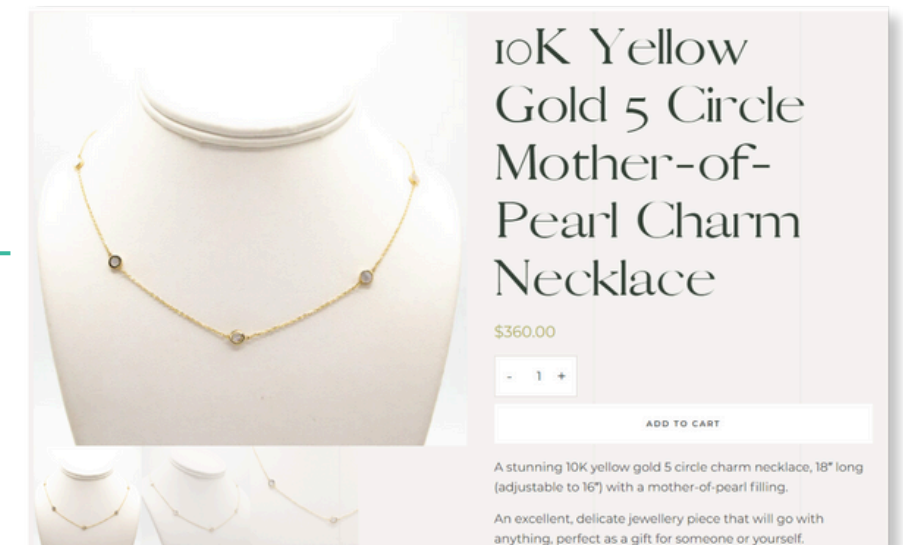 10K Yellow
Gold 5 Circle
Mother-of-
Pearl Charm
Necklace
$360.00
- 1 +
ADD TO CART
A stunning 10K yellow gold 5 circle charm necklace, 18" long
(adjustable to 16") with a mother-of-pearl filling.
An excellent, delicate jewellery piece that will go with
anything, perfect as a gift for someone or yourself.